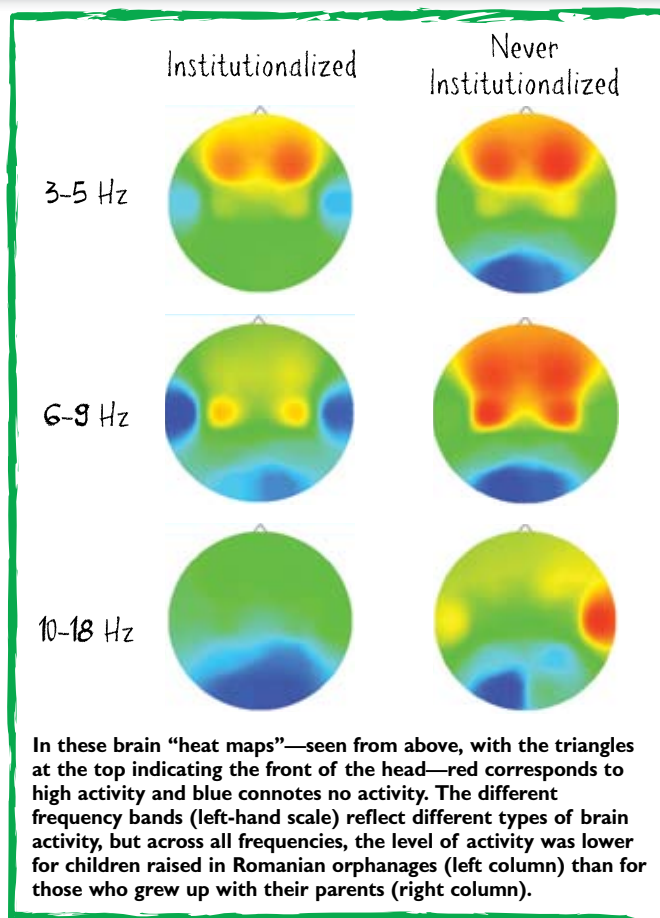 Institutionalized
Never
Institutionalized
3-5 Hz
6-9 Hz
10-18 Hz
In these brain “heat maps”—seen from above, with the triangles
at the top indicating the front of the head—red corresponds to
high activity and blue connotes no activity. The different
frequency bands (left-hand scale) reflect different types of brain
activity, but across all frequencies, the level of activity was lower
for children raised in Romanian orphanages (left column) than for
those who grew up with their parents (right column).